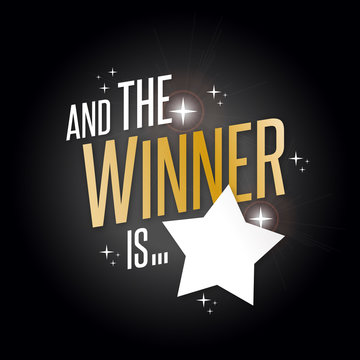 AND THE
WINNER
IS...